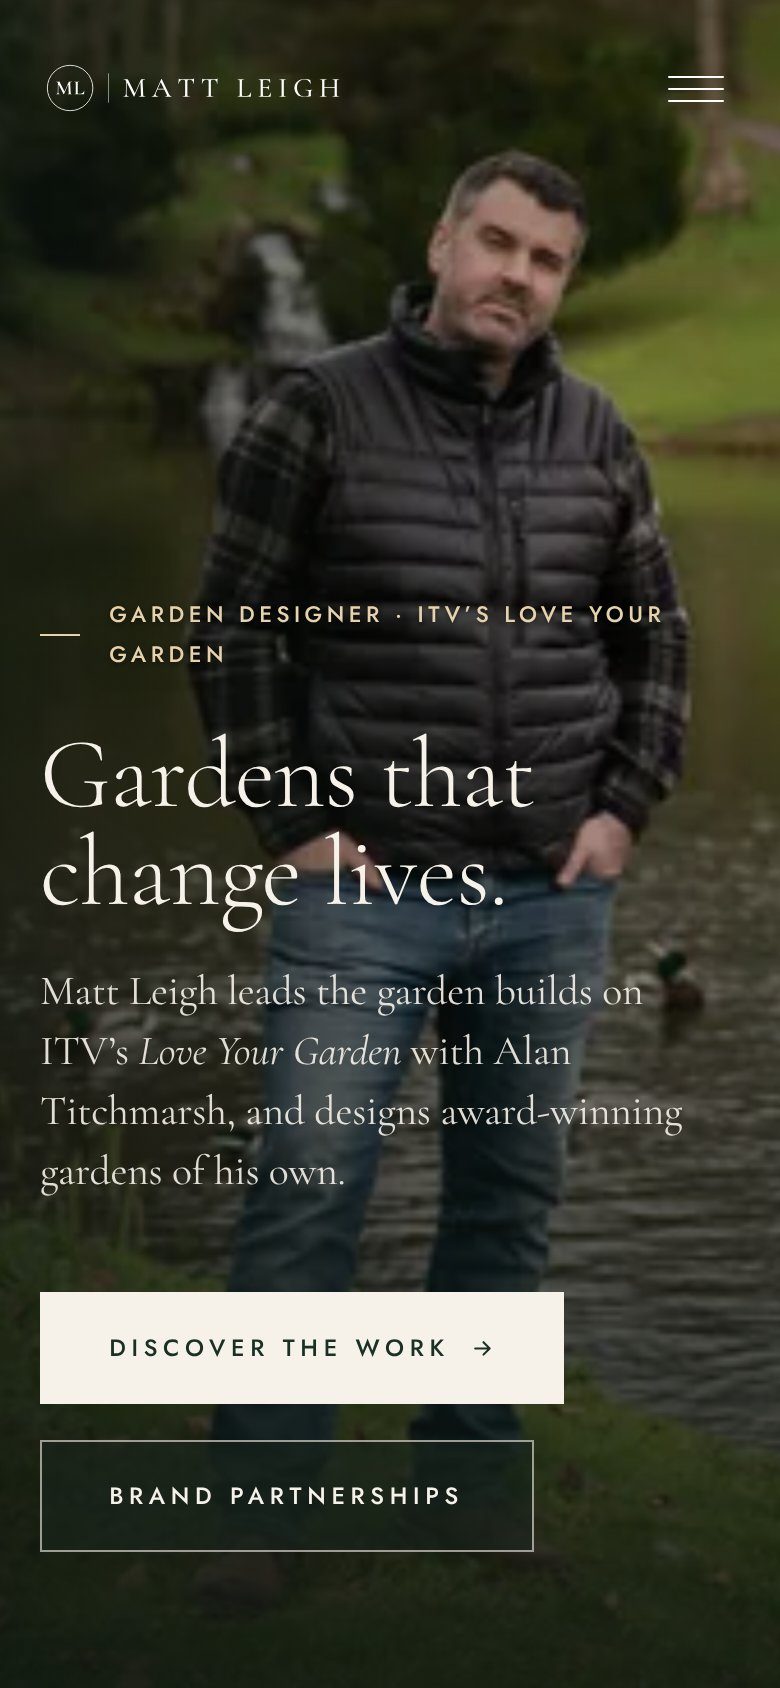 ML | MATT LEIGH
GARDEN DESIGNER · ITV’S LOVE YOUR
GARDEN
Gardens that
change lives.
Matt Leigh leads the garden builds on
ITV’s Love Your Garden with Alan
Titchmarsh, and designs award-winning
gardens of his own.
DISCOVER THE WORK →
BRAND PARTNERSHIPS